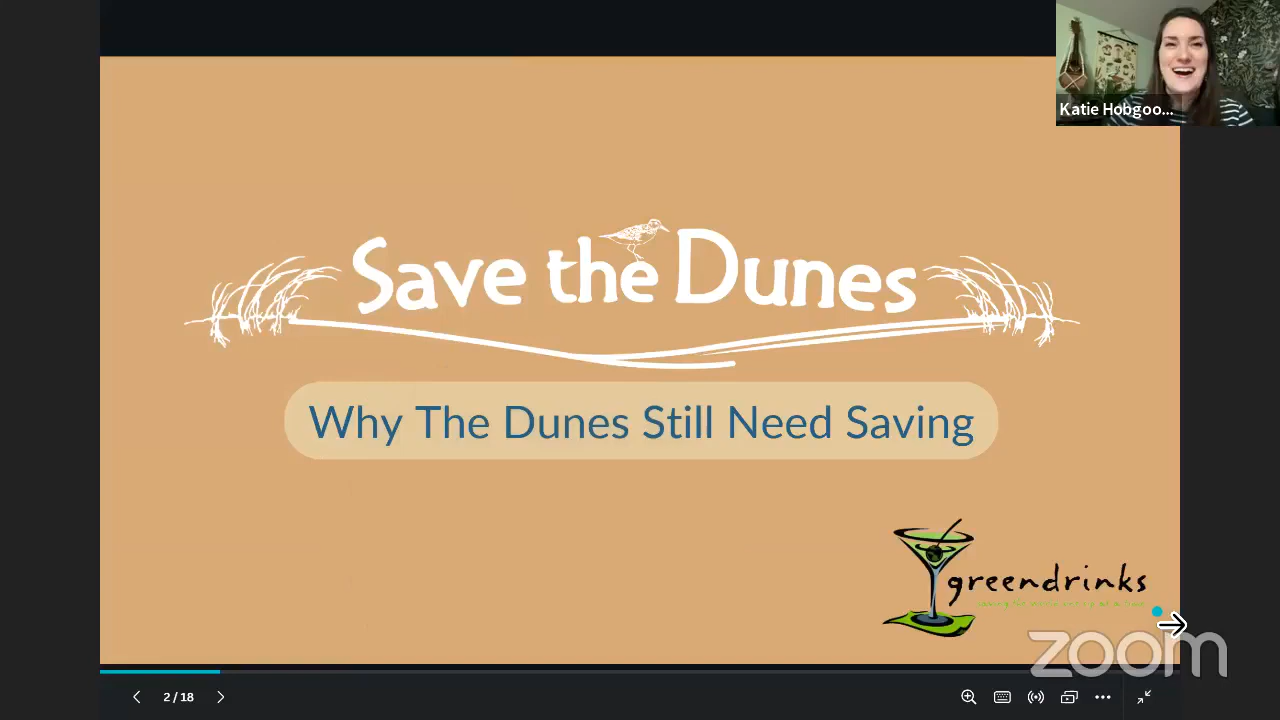 Katie Hobgoo...
Save the Dunes
Why The Dunes Still Need Saving
greendrinks
zoom
2 / 18